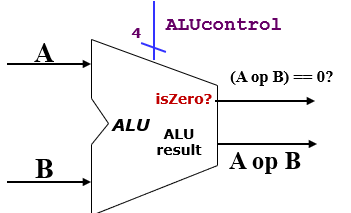 4
ALUcontrol
A
(A op B) == 0?
isZero?
ALU
ALU
result
A op B
B